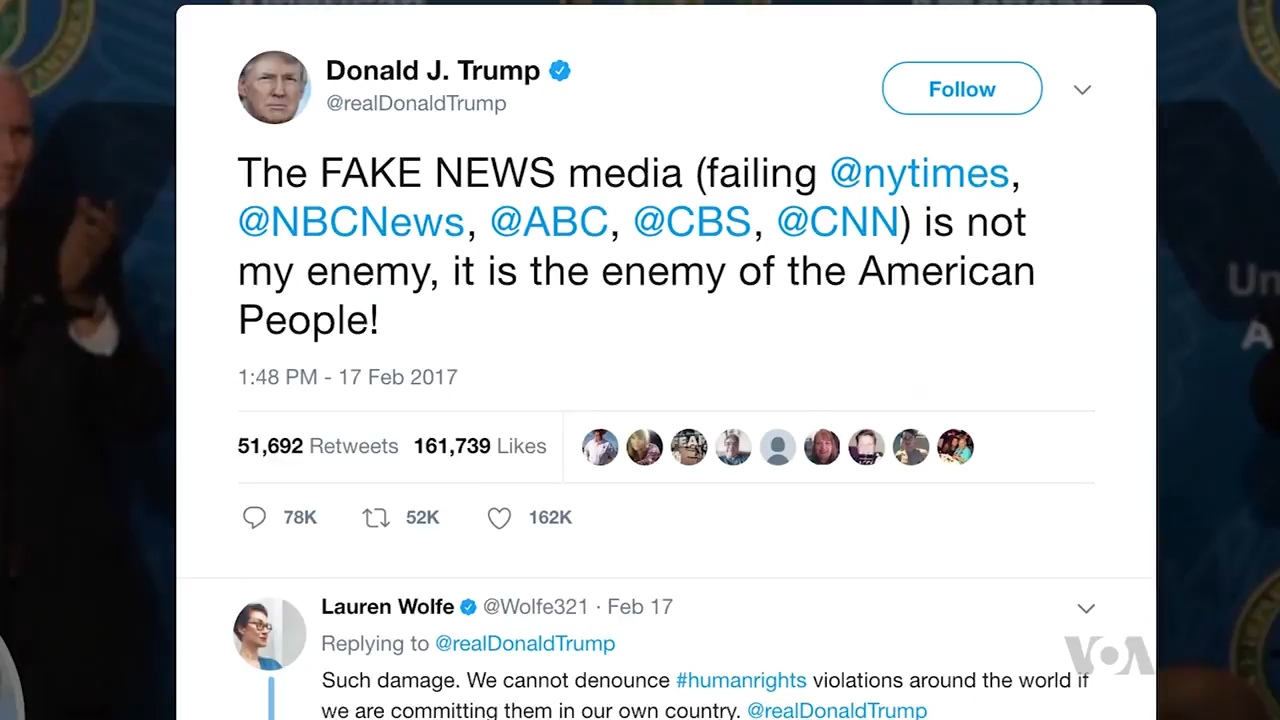 Donald J. Trump
@realDonaldTrump
Follow
The FAKE NEWS media (failing @nytimes,
@NBCNews, @ABC, @CBS, @CNN) is not
my enemy, it is the enemy of the American
People!
1:48 PM - 17 Feb 2017
51,692 Retweets 161,739 Likes
78K 52K 162K
Lauren Wolfe @Wolfe321 · Feb 17
Replying to @realDonaldTrump
Such damage. We cannot denounce #humanrights violations around the world if
we are committing them in our own country. @realDonaldTrump
VOA